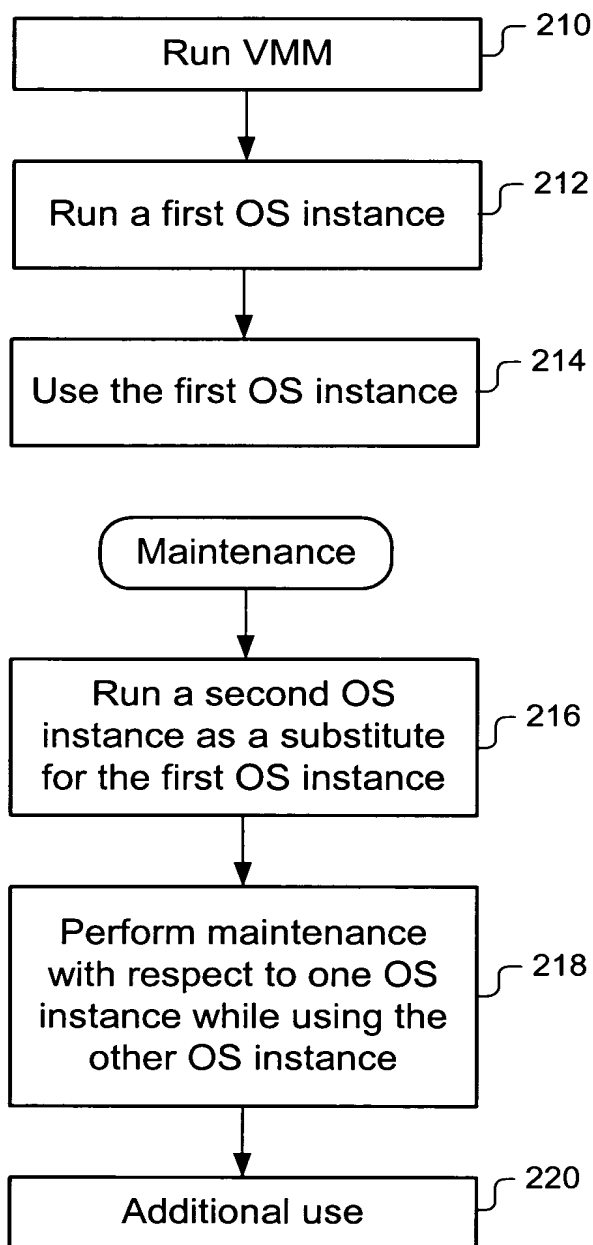 Run VMM
210
Run a first OS instance
212
Use the first OS instance
214
Maintenance
Run a second OS
instance as a substitute
for the first OS instance
216
Perform maintenance
with respect to one OS
instance while using the
other OS instance
218
Additional use
220